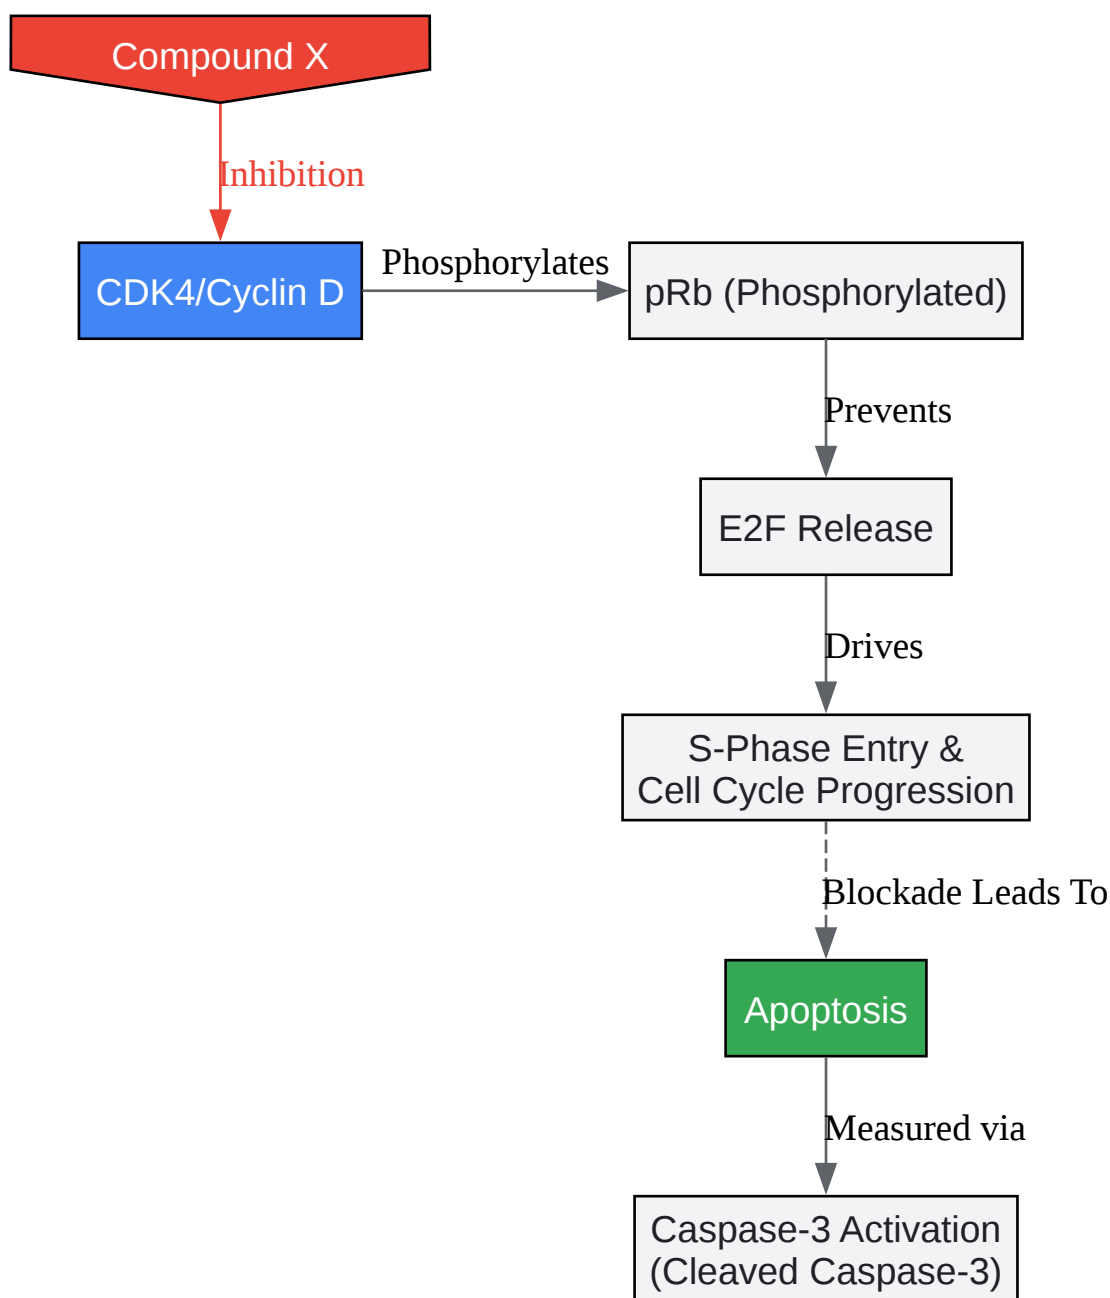 Compound X
Inhibition
CDK4/Cyclin D
Phosphorylates
pRb (Phosphorylated)
Prevents
E2F Release
Drives
S-Phase Entry &
Cell Cycle Progression
Blockade Leads To
Apoptosis
Measured via
Caspase-3 Activation
(Cleaved Caspase-3)